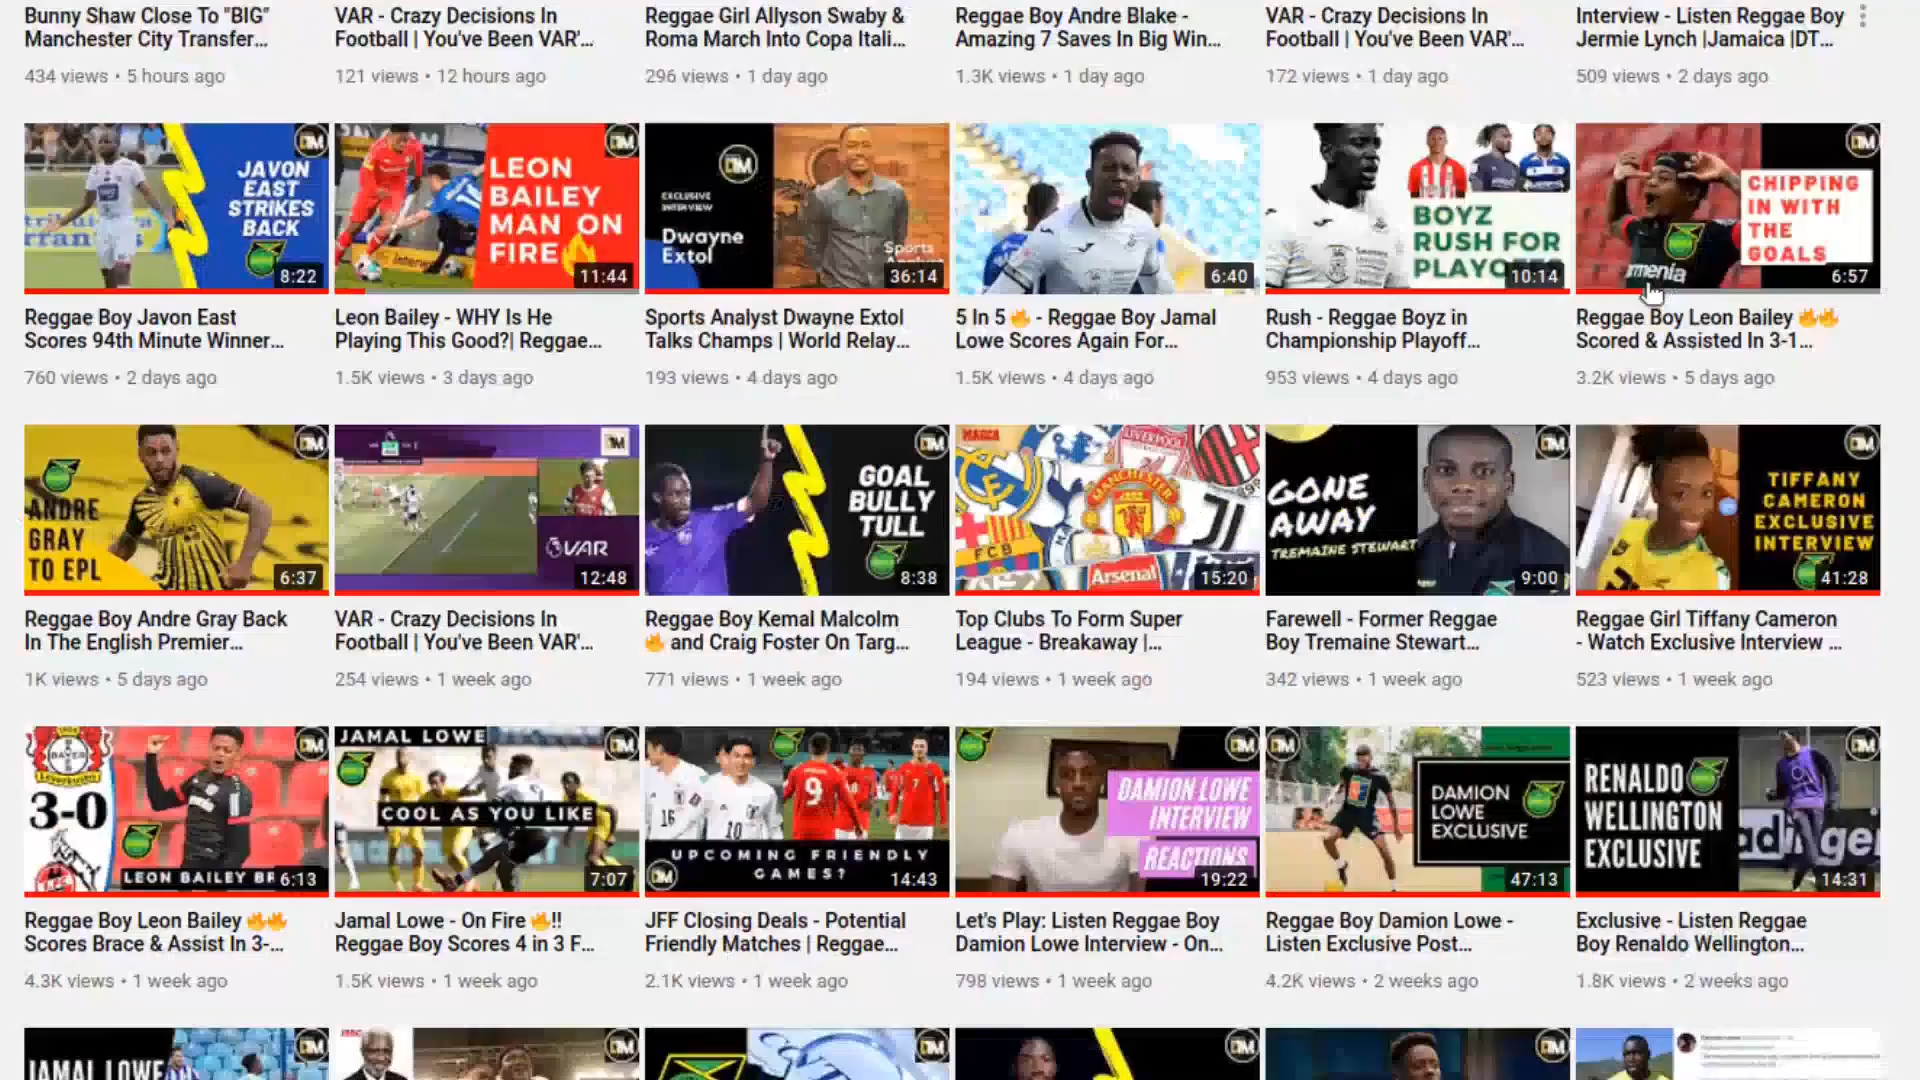 Bunny Shaw Close To "BIG"
Manchester City Transfer...
434 views • 5 hours ago
VAR - Crazy Decisions In
Football | You've Been VAR'...
121 views • 12 hours ago
Reggae Girl Allyson Swaby &
Roma March Into Copa Itali...
296 views • 1 day ago
Reggae Boy Andre Blake -
Amazing 7 Saves In Big Win...
1.3K views • 1 day ago
VAR - Crazy Decisions In
Football | You've Been VAR'...
172 views • 1 day ago
Interview - Listen Reggae Boy
Jermie Lynch |Jamaica |DT...
509 views • 2 days ago
JAVON
EAST
STRIKES
BACK
8:22
Reggae Boy Javon East
Scores 94th Minute Winner...
760 views • 2 days ago
LEON
BAILEY
MAN ON
FIRE🔥
11:44
Leon Bailey - WHY Is He
Playing This Good?| Reggae...
1.5K views • 3 days ago
EXCLUSIVE
INTERVIEW
Dwayne
Extol
Sports
36:14
Sports Analyst Dwayne Extol
Talks Champs | World Relay...
193 views • 4 days ago
6:40
5 In 5🔥 - Reggae Boy Jamal
Lowe Scores Again For...
1.5K views • 4 days ago
BOYZ
RUSH FOR
PLAYO
10:14
Rush - Reggae Boyz in
Championship Playoff...
953 views • 4 days ago
CHIPPING
IN WITH
THE
GOALS
6:57
Reggae Boy Leon Bailey 🔥🔥
Scored & Assisted In 3-1...
3.2K views • 5 days ago
ANDRE
GRAY
TO EPL
6:37
Reggae Boy Andre Gray Back
In The English Premier...
1K views • 5 days ago
VAR
12:48
VAR - Crazy Decisions In
Football | You've Been VAR'...
254 views • 1 week ago
GOAL
BULLY
TULL
8:38
Reggae Boy Kemal Malcolm
🔥 and Craig Foster On Targ...
771 views • 1 week ago
MARCA
LIVERPOOL
MANCHESTER
FCB
Arsenal
15:20
Top Clubs To Form Super
League - Breakaway |...
194 views • 1 week ago
GONE
AWAY
TREMAINE STEWART
9:00
Farewell - Former Reggae
Boy Tremaine Stewart...
342 views • 1 week ago
TIFFANY
CAMERON
EXCLUSIVE
INTERVIEW
41:28
Reggae Girl Tiffany Cameron
- Watch Exclusive Interview ...
523 views • 1 week ago
3-0
LEON BAILEY BR
6:13
Reggae Boy Leon Bailey 🔥🔥
Scores Brace & Assist In 3-...
4.3K views • 1 week ago
JAMAL LOWE
COOL AS YOU LIKE
7:07
Jamal Lowe - On Fire 🔥!!
Reggae Boy Scores 4 in 3 F...
1.5K views • 1 week ago
16
10
9
7
UPCOMING FRIENDLY
GAMES?
14:43
JFF Closing Deals - Potential
Friendly Matches | Reggae...
2.1K views • 1 week ago
DAMION LOWE
INTERVIEW
REACTIONS
19:22
Let's Play: Listen Reggae Boy
Damion Lowe Interview - On...
798 views • 1 week ago
DAMION
LOWE
EXCLUSIVE
47:13
Reggae Boy Damion Lowe -
Listen Exclusive Post...
4.2K views • 2 weeks ago
RENALDO
WELLINGTON
EXCLUSIVE
14:31
Exclusive - Listen Reggae
Boy Renaldo Wellington...
1.8K views • 2 weeks ago
JAMAL LOWE